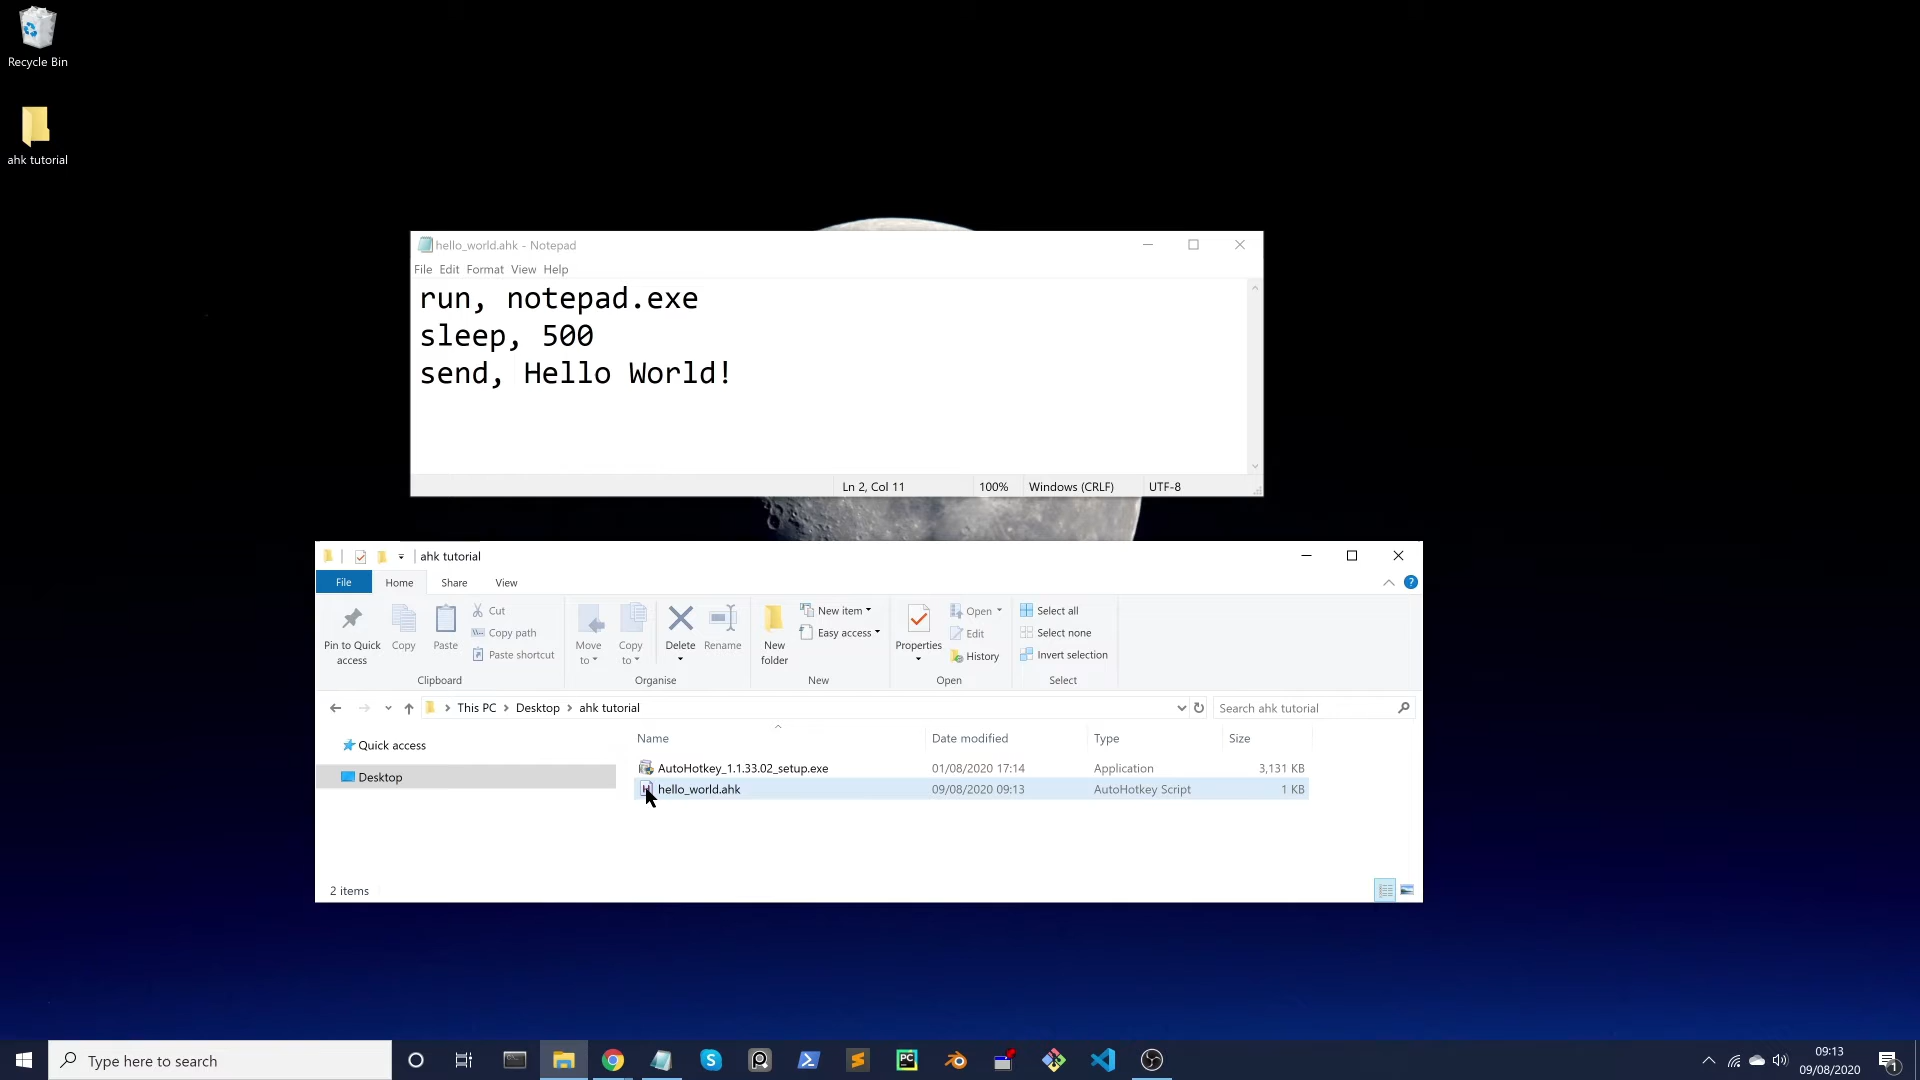 Recycle Bin
ahk tutorial
hello_world.ahk - Notepad
File Edit Format View Help
run, notepad.exe
sleep, 500
send, Hello World!
Ln 2, Col 11 100% Windows (CRLF) UTF-8
ahk tutorial
File Home Share View
Pin to Quick access
Copy
Paste
Cut
Copy path
Paste shortcut
Clipboard
Move to
Copy to
Delete
Rename
Organise
New folder
New item
Easy access
New
Properties
Open
Edit
History
Open
Select all
Select none
Invert selection
Select
This PC > Desktop > ahk tutorial
Search ahk tutorial
Quick access
Desktop
Name Date modified Type Size
AutoHotkey_1.1.33.02_setup.exe 01/08/2020 17:14 Application 3,131 KB
hello_world.ahk 09/08/2020 09:13 AutoHotkey Script 1 KB
2 items
Type here to search
09:13
09/08/2020
1